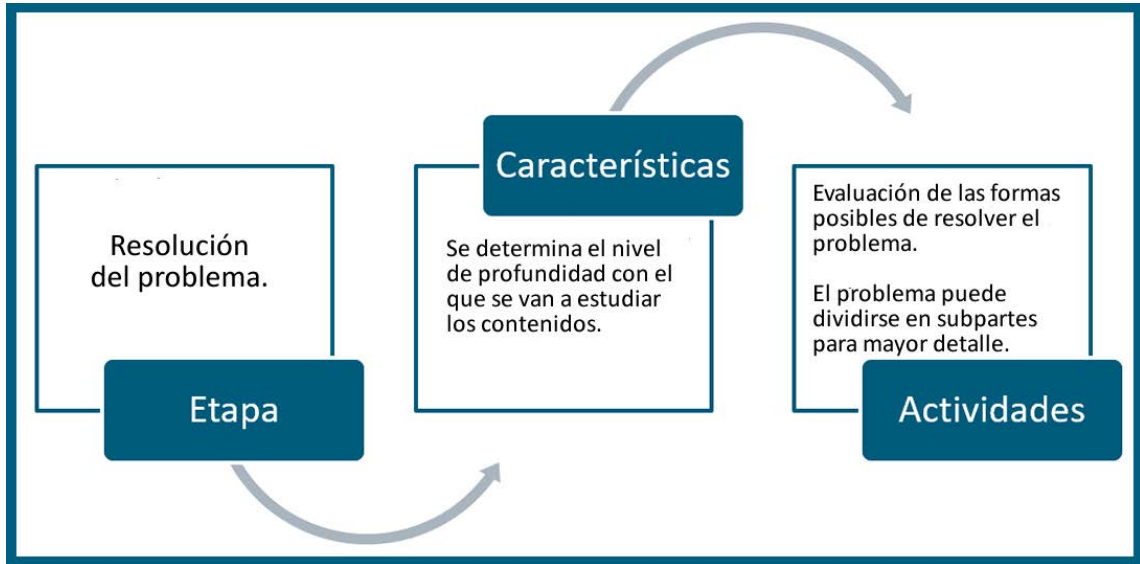 Resolución
del problema.
Etapa
Característícas
Se determina el nivel
de profundidad con el
que se van a estudiar
los contenidos.
Evaluación de las formas
posibles de resolver el
problema.
El problema puede
dividirse en subpartes
para mayor detalle.
Actividades